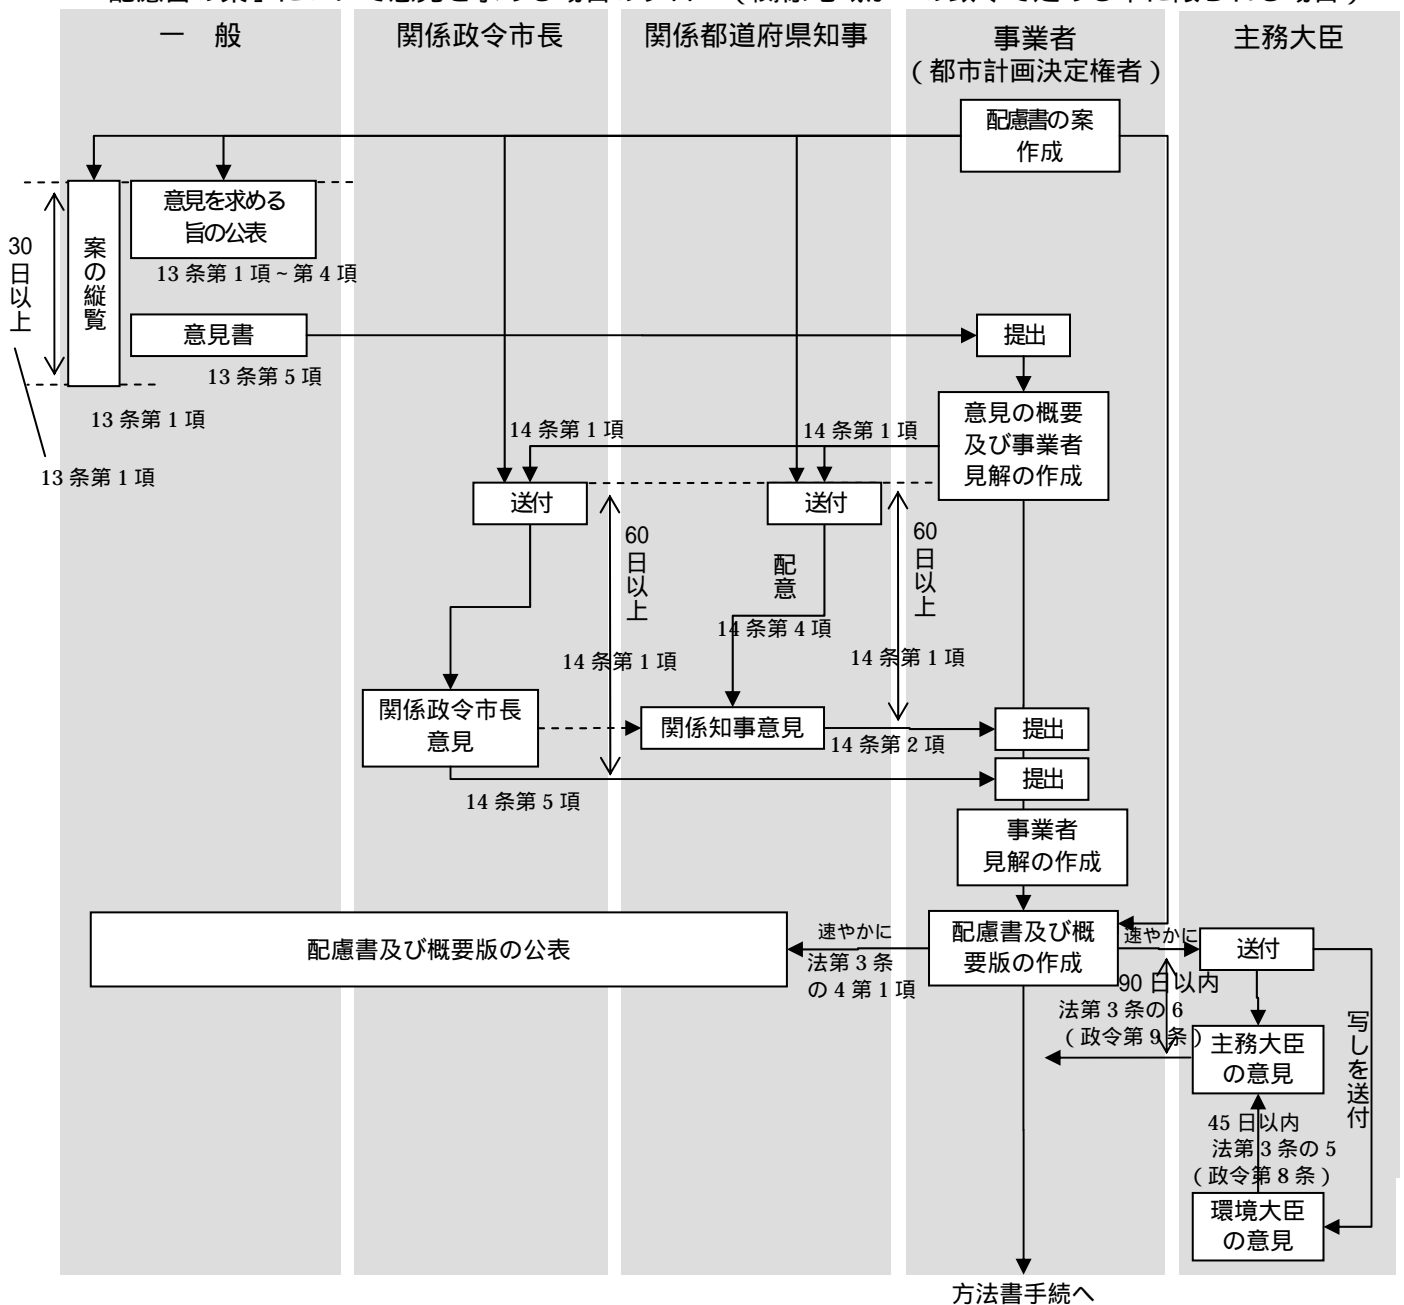 一　般
関係政令市長
関係都道府県知事
事業者
（都市計画決定権者）
主務大臣
配慮書の案
作成
意見を求める
旨の公表
13 条第 1 項～第 4 項
30
日
以
上
案の縦覧
意見書
提出
13 条第 5 項
13 条第 1 項
13 条第 1 項
意見の概要
及び事業者
見解の作成
14 条第 1 項
14 条第 1 項
送付
送付
60
日
以
上
配意
60
日
以
上
14 条第 4 項
14 条第 1 項
14 条第 1 項
関係政令市長
意見
関係知事意見
14 条第 2 項
提出
提出
14 条第 5 項
事業者
見解の作成
配慮書及び概要版の公表
速やかに
法第 3 条
の 4 第 1 項
配慮書及び概
要版の作成
速やかに
送付
90 日以内
法第 3 条の 6
（政令第 9 条）
主務大臣
の意見
写しを送付
45 日以内
法第 3 条の 5
（政令第 8 条）
環境大臣
の意見
方法書手続へ